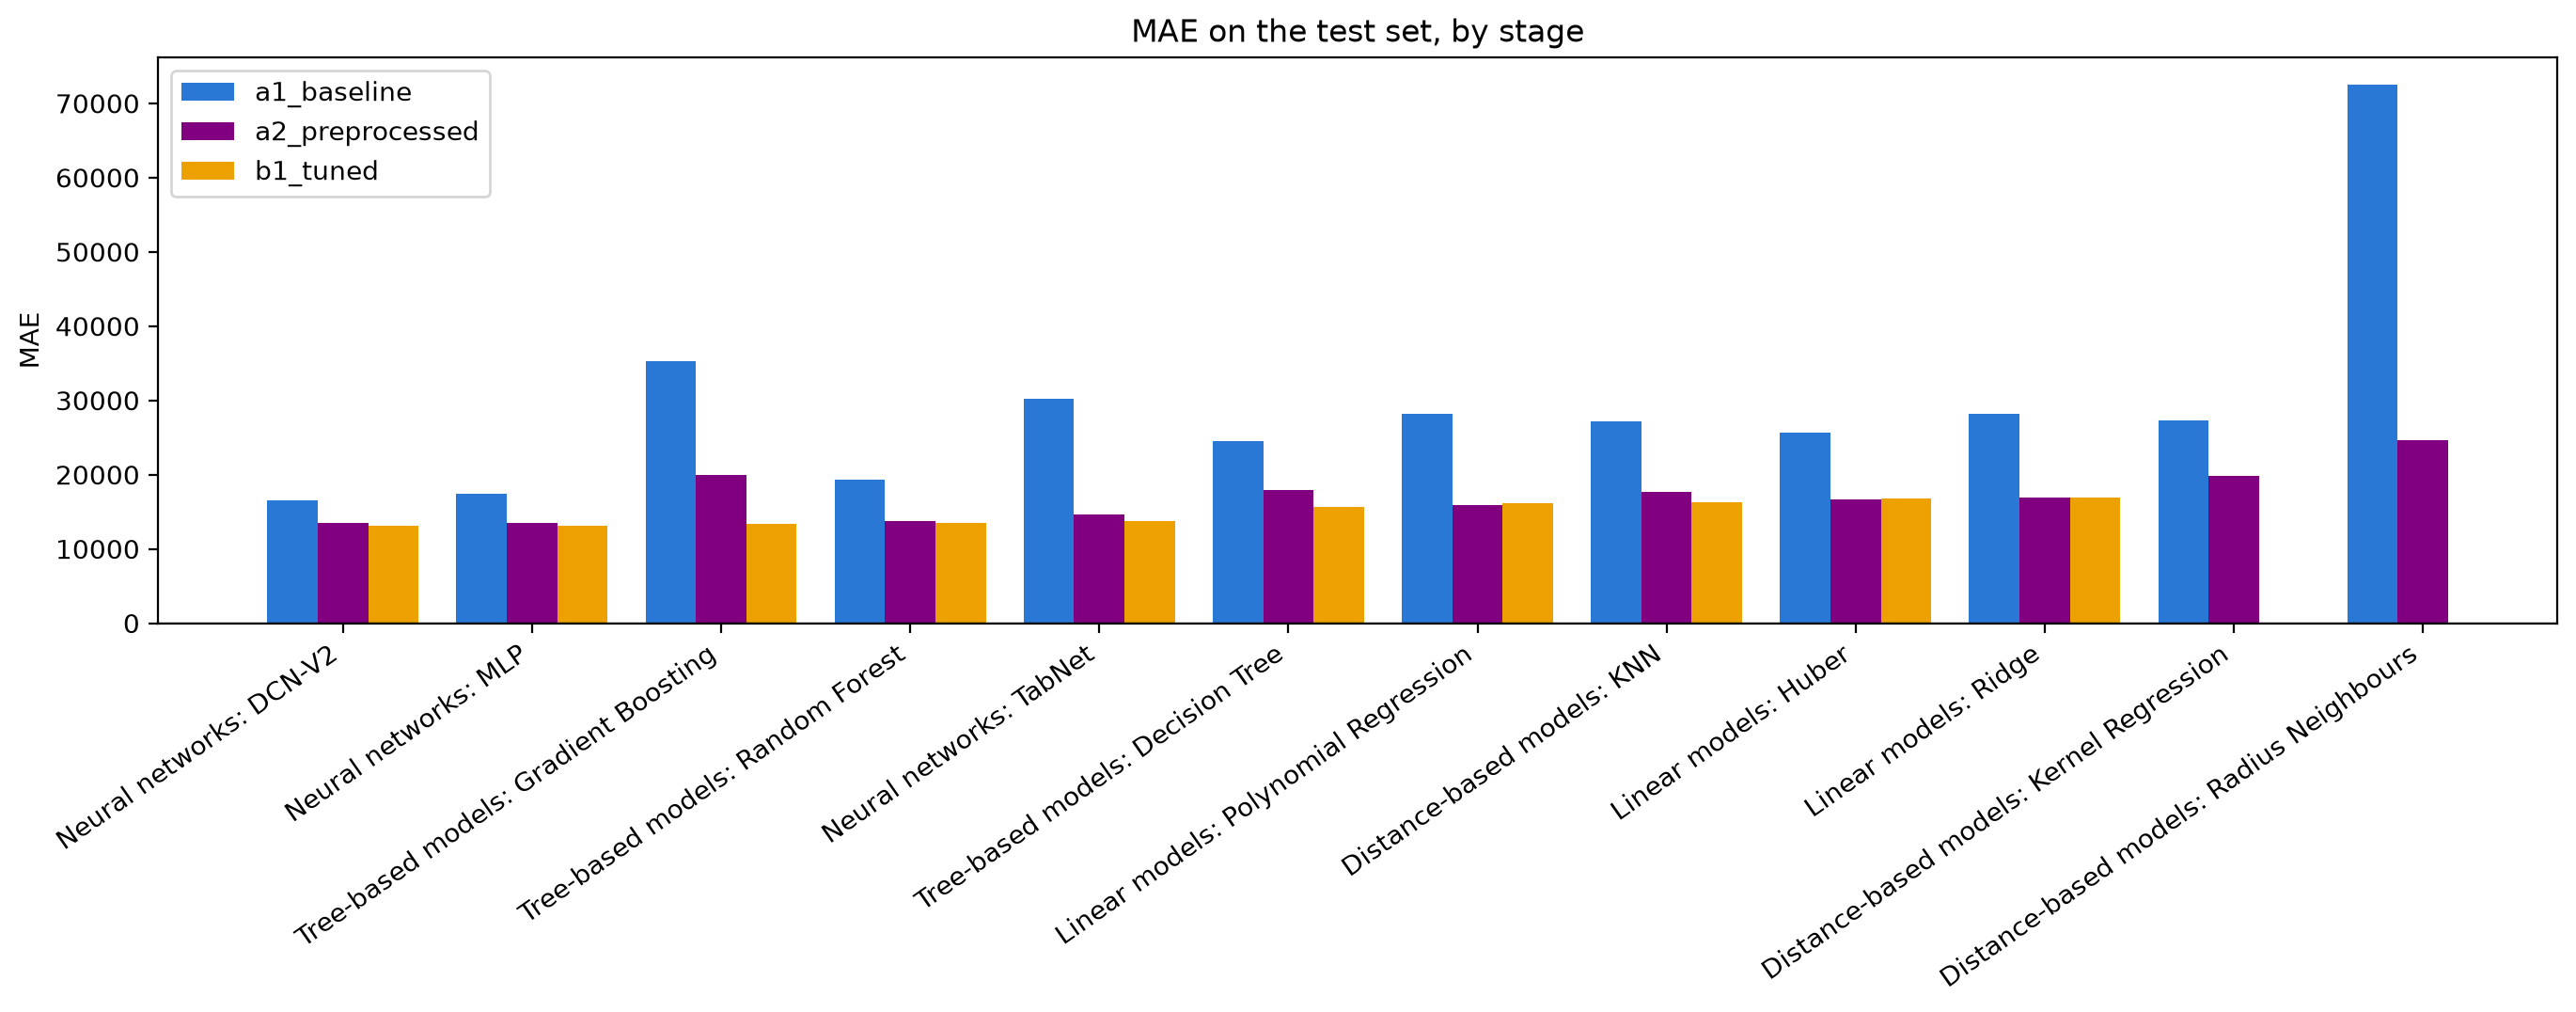 MAE on the test set, by stage
a1_baseline
a2_preprocessed
b1_tuned
MAE
70000
60000
50000
40000
30000
20000
10000
0
Neural networks: DCN-V2
Neural networks: MLP
Tree-based models: Gradient Boosting
Tree-based models: Random Forest
Neural networks: TabNet
Tree-based models: Decision Tree
Linear models: Polynomial Regression
Distance-based models: KNN
Linear models: Huber
Linear models: Ridge
Distance-based models: Kernel Regression
Distance-based models: Radius Neighbours